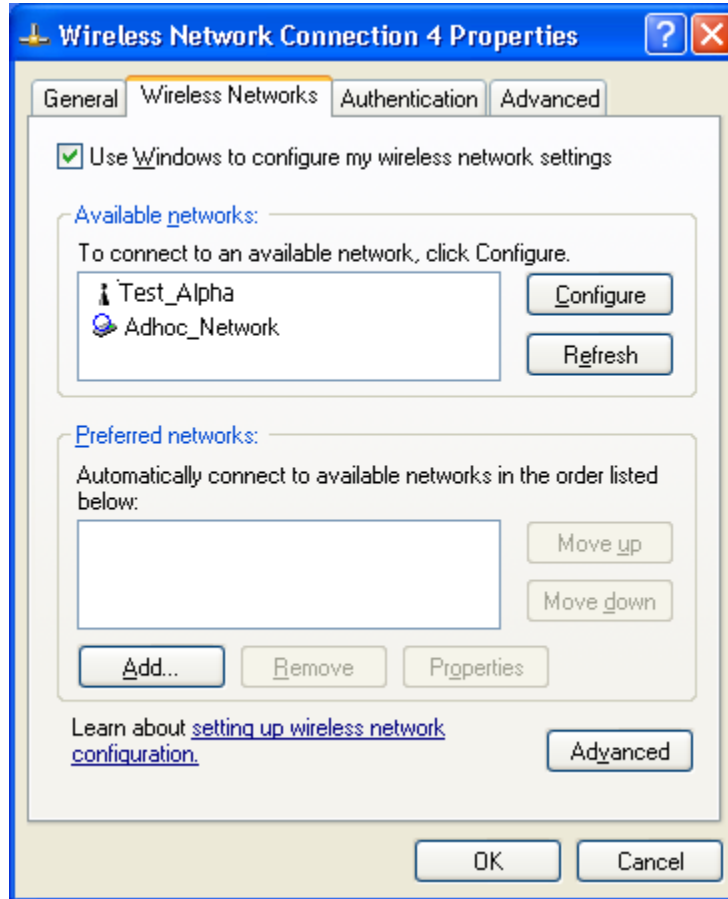 Wireless Network Connection 4 Properties
General Wireless Networks Authentication Advanced
Use Windows to configure my wireless network settings
Available networks:
To connect to an available network, click Configure.
Test_Alpha
Adhoc_Network
Configure
Refresh
Preferred networks:
Automatically connect to available networks in the order listed
below:
Move up
Move down
Add... Remove Properties
Learn about setting up wireless network
configuration.
Advanced
OK Cancel